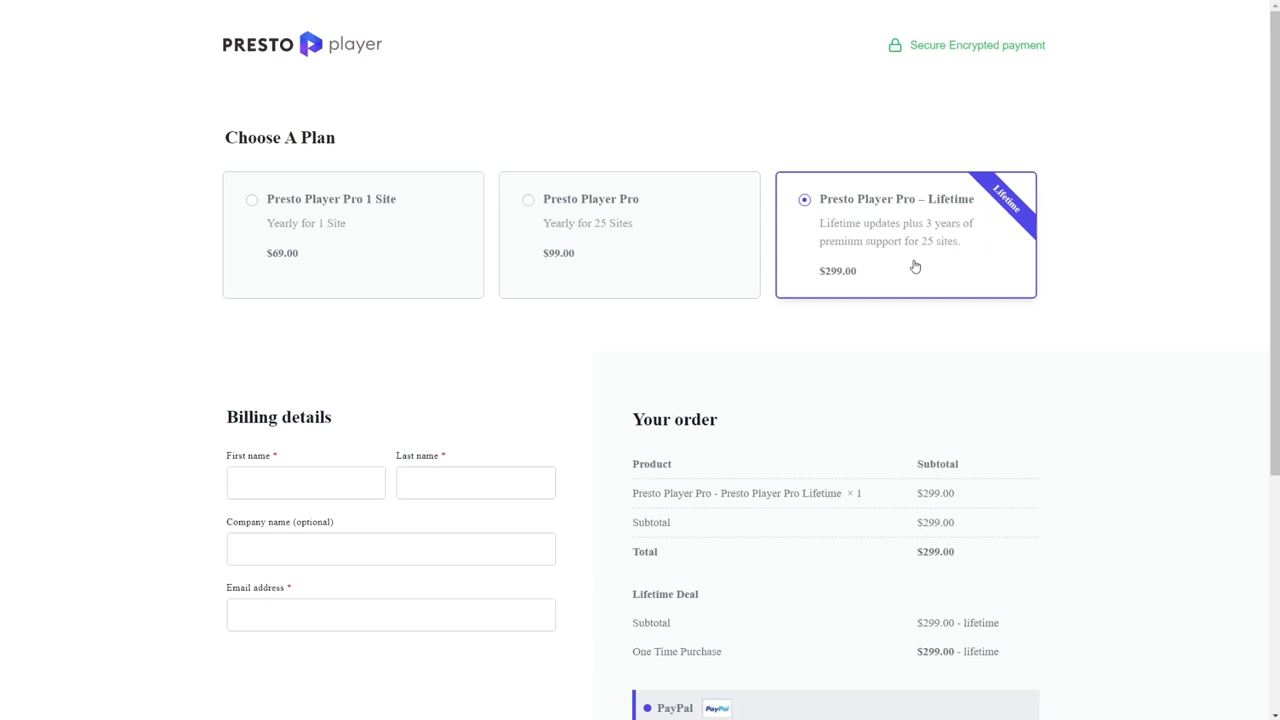 PRESTO player
Secure Encrypted payment
Choose A Plan
Presto Player Pro 1 Site
Yearly for 1 Site
$69.00
Presto Player Pro
Yearly for 25 Sites
$99.00
Presto Player Pro – Lifetime
Lifetime updates plus 3 years of
premium support for 25 sites.
$299.00
Lifetime
Billing details
First name *
Last name *
Company name (optional)
Email address *
Your order
Product Subtotal
Presto Player Pro - Presto Player Pro Lifetime × 1 $299.00
Subtotal $299.00
Total $299.00
Lifetime Deal
Subtotal $299.00 - lifetime
One Time Purchase $299.00 - lifetime
PayPal PayPal